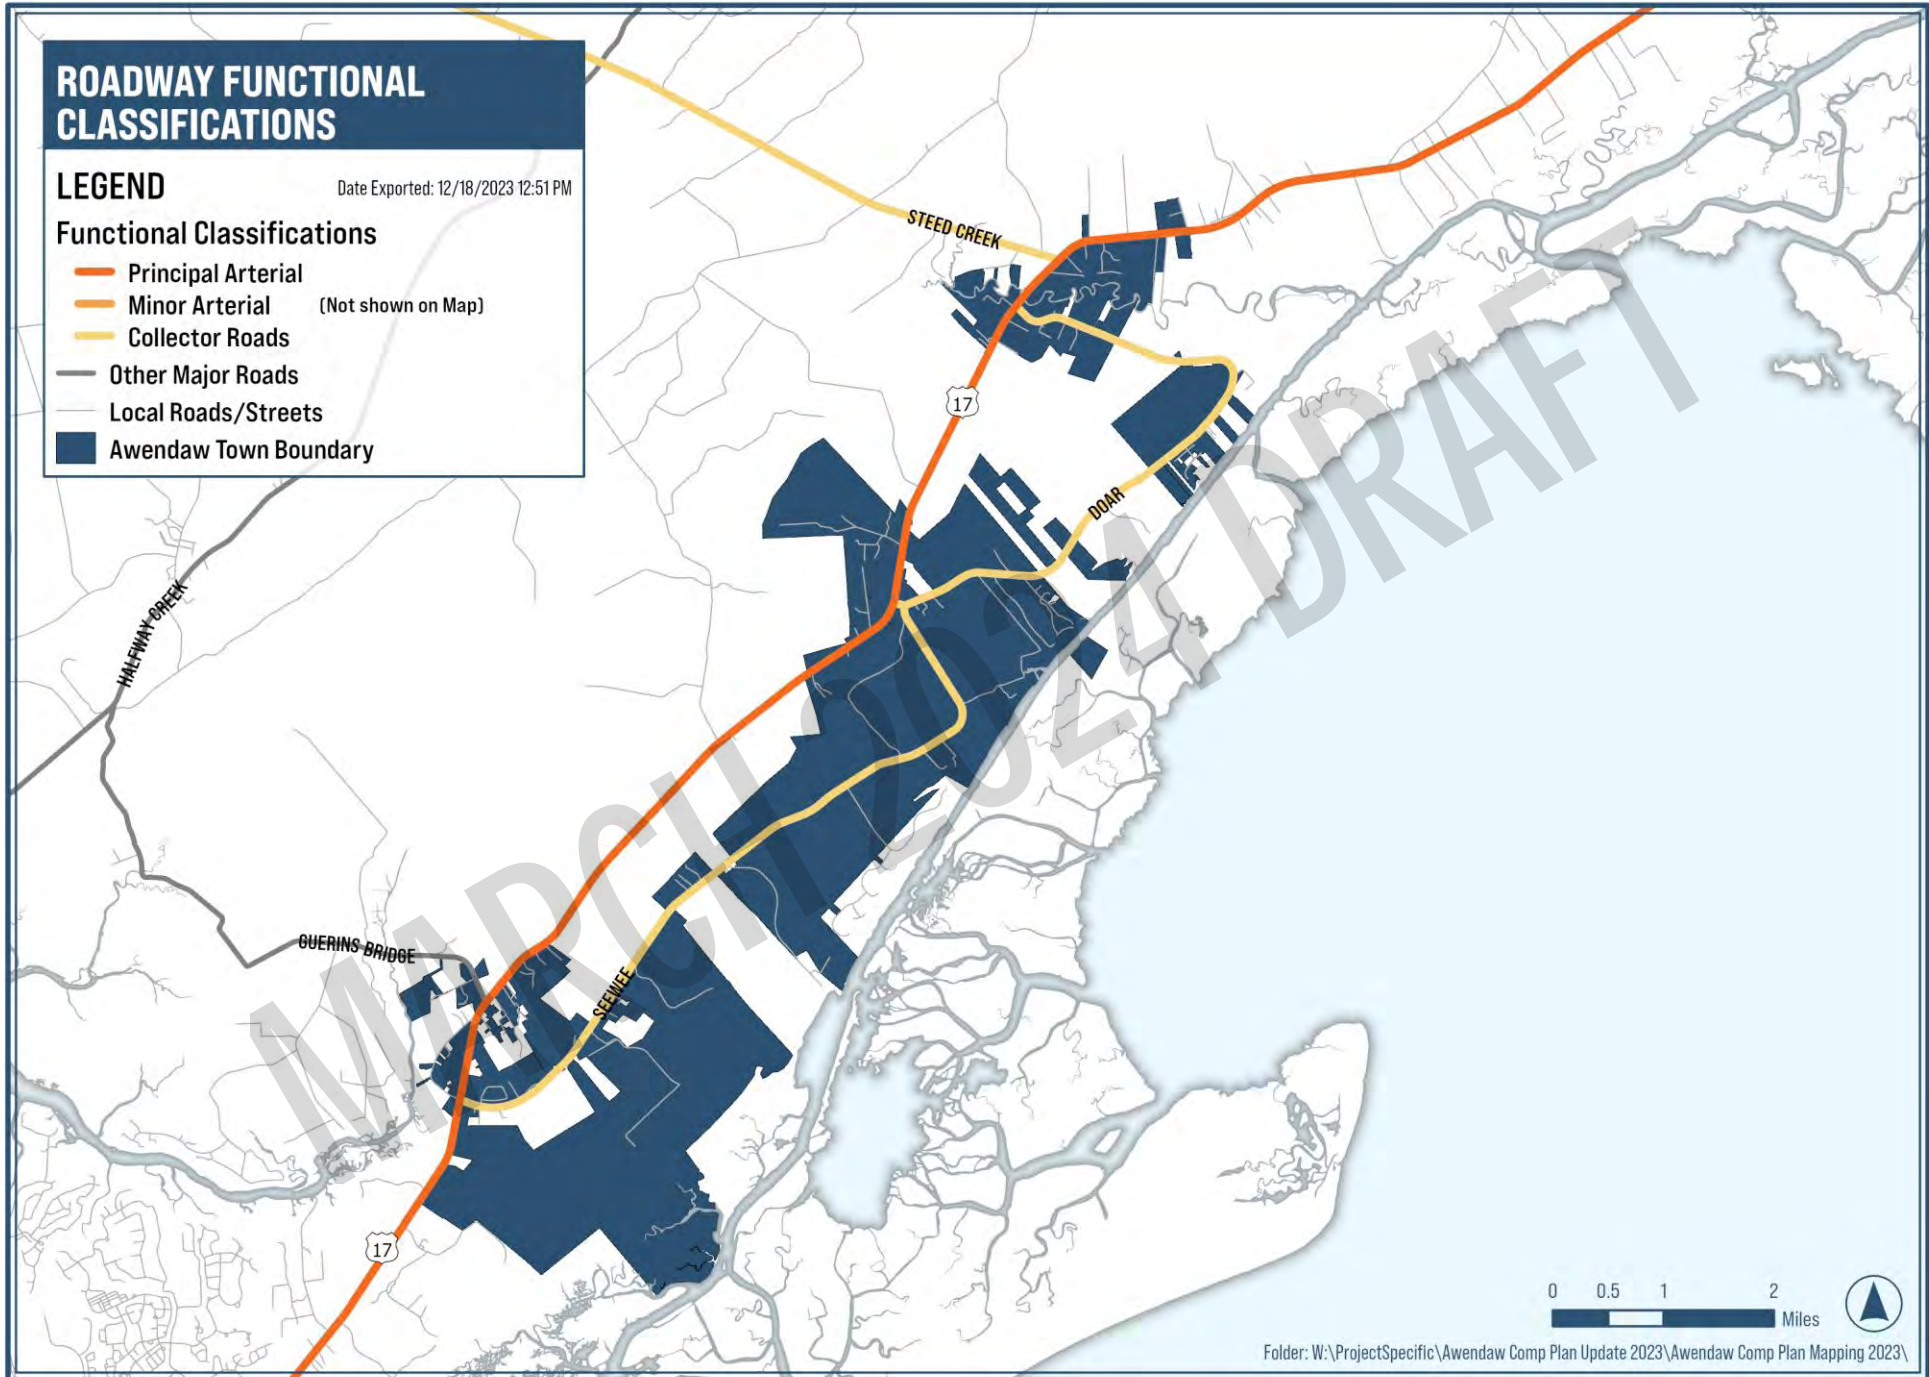 ROADWAY FUNCTIONAL
CLASSIFICATIONS
LEGEND
Date Exported: 12/18/2023 12:51 PM
Functional Classifications
Principal Arterial
Minor Arterial (Not shown on Map)
Collector Roads
Other Major Roads
Local Roads/Streets
Awendaw Town Boundary
STEED CREEK
17
DOAR
HALFWAY CREEK
GUERINS BRIDGE
SEEWEE
17
MARCH 2024 DRAFT
0 0.5 1 2
Miles
Folder: W:\ProjectSpecific\Awendaw Comp Plan Update 2023\Awendaw Comp Plan Mapping 2023\